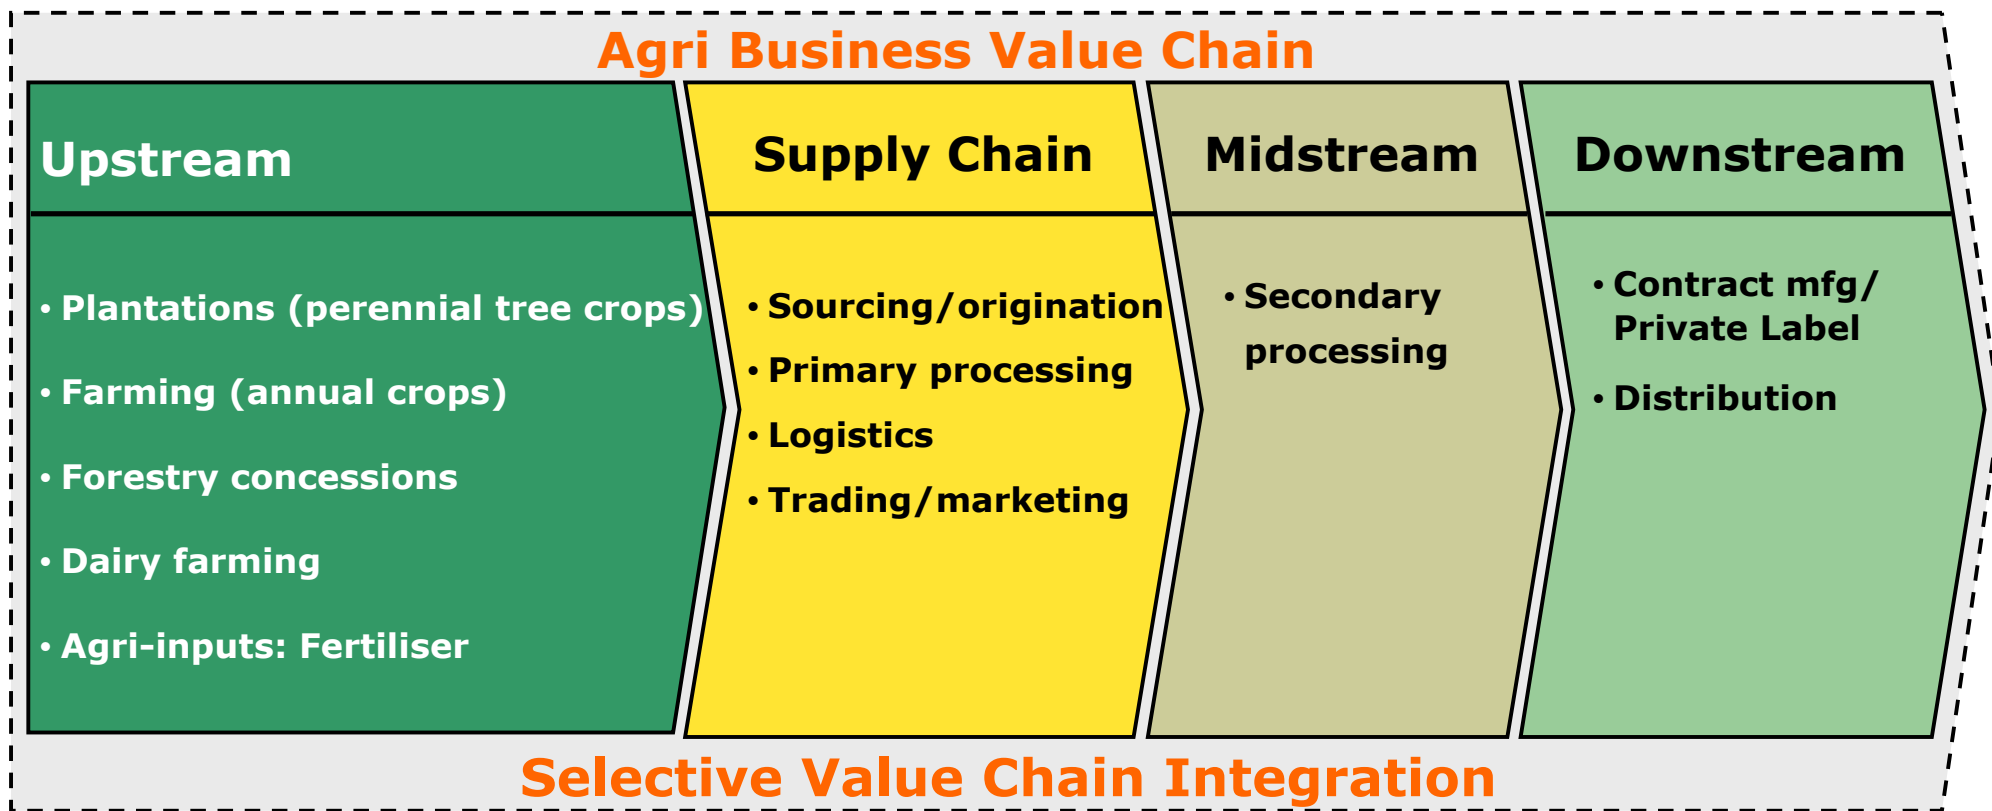 Agri Business Value Chain
Upstream
• Plantations (perennial tree crops)
• Farming (annual crops)
• Forestry concessions
• Dairy farming
• Agri-inputs: Fertiliser
Supply Chain
• Sourcing/origination
• Primary processing
• Logistics
• Trading/marketing
Midstream
• Secondary
processing
Downstream
• Contract mfg/
Private Label
• Distribution
Selective Value Chain Integration